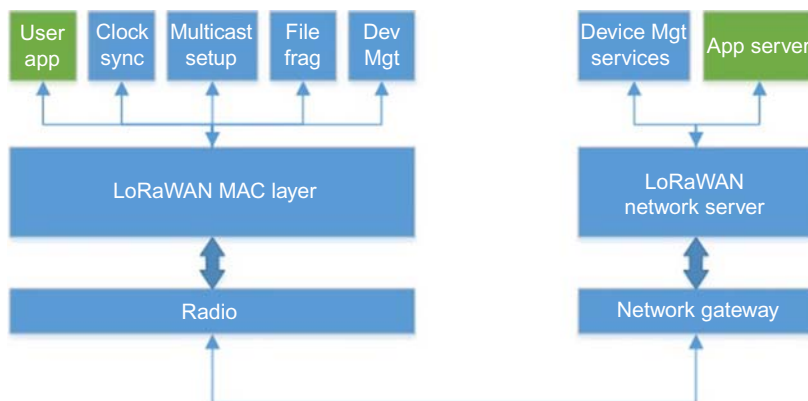 User
app
Clock
sync
Multicast
setup
File
frag
Dev
Mgt
Device Mgt
services
App server
LoRaWAN MAC layer
LoRaWAN
network server
Radio
Network gateway